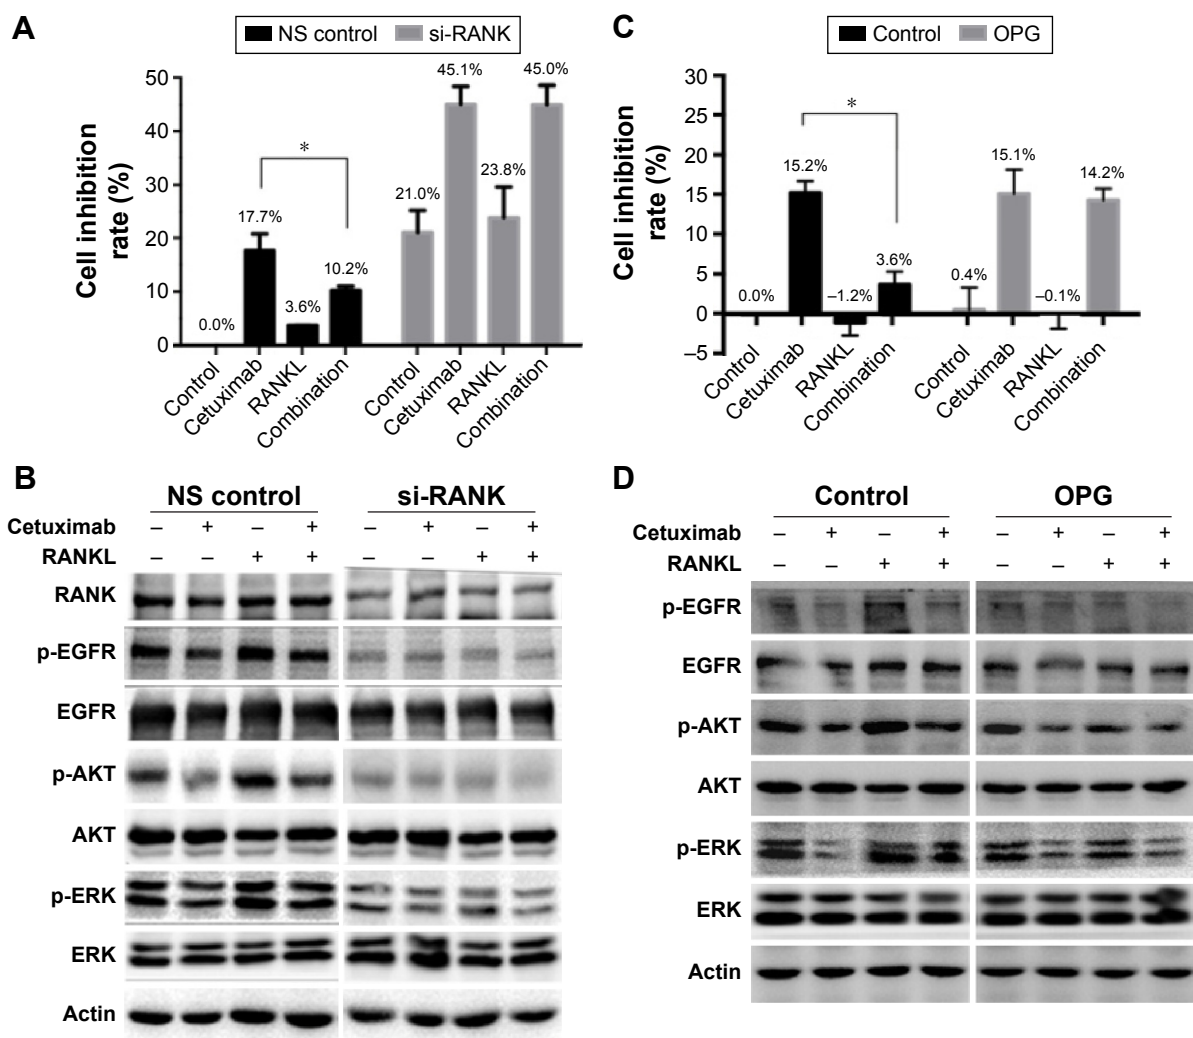 A
NS control si-RANK
Cell inhibition
rate (%)
50
40
30
20
10
0
0.0%
17.7%
3.6%
10.2%
21.0%
45.1%
23.8%
45.0%
*
Control
Cetuximab
RANKL
Combination
Control
Cetuximab
RANKL
Combination
C
Control OPG
Cell inhibition
rate (%)
30
25
20
15
10
5
0
–5
0.0%
15.2%
–1.2%
3.6%
0.4%
15.1%
–0.1%
14.2%
*
Control
Cetuximab
RANKL
Combination
Control
Cetuximab
RANKL
Combination
B
NS control si-RANK
Cetuximab – + – + – + – +
RANKL – – + + – – + +
RANK
p-EGFR
EGFR
p-AKT
AKT
p-ERK
ERK
Actin
D
Control OPG
Cetuximab – + – + – + – +
RANKL – – + + – – + +
p-EGFR
EGFR
p-AKT
AKT
p-ERK
ERK
Actin